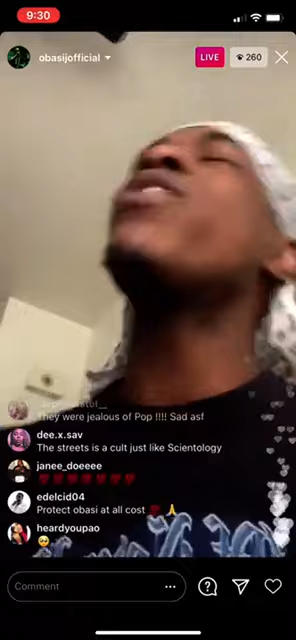 9:30
obasijofficial
LIVE
260
They were jealous of Pop !!!! Sad asf
dee.x.sav
The streets is a cult just like Scientology
janee_doeeee
edelcid04
Protect obasi at all cost
heardyoupao
Comment